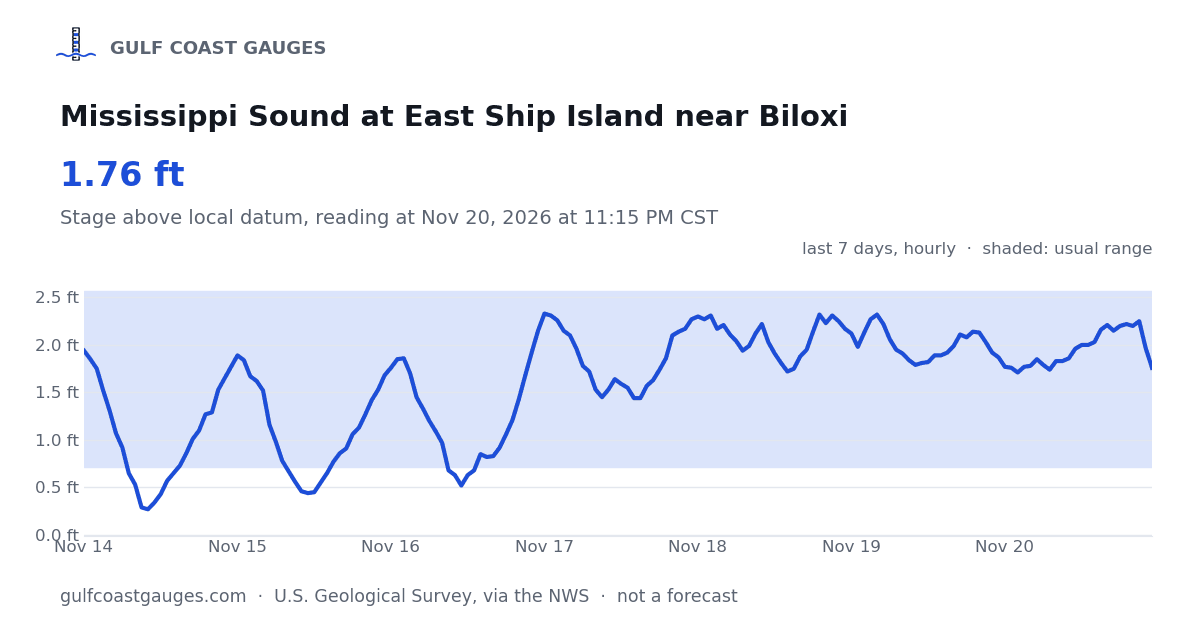 GULF COAST GAUGES
Mississippi Sound at East Ship Island near Biloxi
1.76 ft
Stage above local datum, reading at Nov 20, 2026 at 11:15 PM CST
last 7 days, hourly · shaded: usual range
2.5 ft
2.0 ft
1.5 ft
1.0 ft
0.5 ft
0.0 ft
Nov 14 Nov 15 Nov 16 Nov 17 Nov 18 Nov 19 Nov 20
gulfcoastgauges.com · U.S. Geological Survey, via the NWS · not a forecast